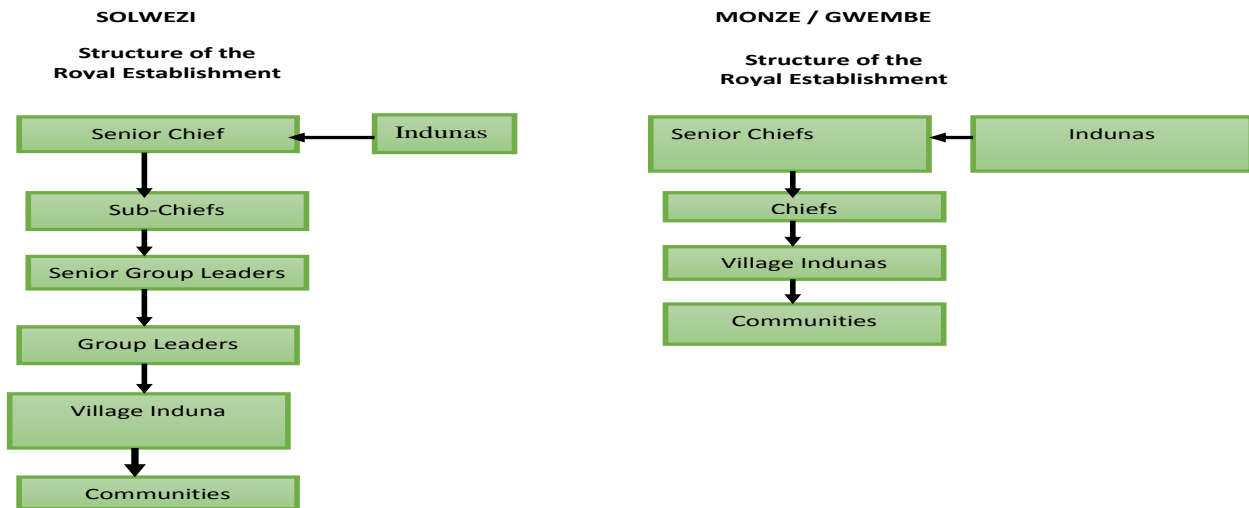 SOLWEZI
Structure of the
Royal Establishment
Senior Chief
Indunas
Sub-Chiefs
Senior Group Leaders
Group Leaders
Village Induna
Communities
MONZE / GWEMBE
Structure of the
Royal Establishment
Senior Chiefs
Indunas
Chiefs
Village Indunas
Communities